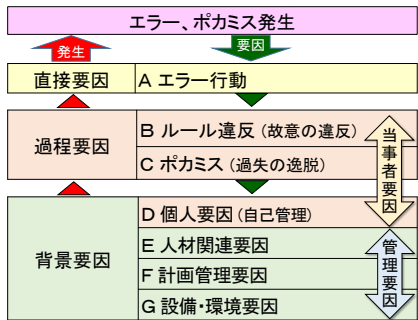 エラー、ポカミス発生
発生
要因
直接要因
A エラー行動
過程要因
B ルール違反 (故意の違反)
C ポカミス (過失の逸脱)
当事者要因
背景要因
D 個人要因 (自己管理)
E 人材関連要因
F 計画管理要因
G 設備・環境要因
管理要因